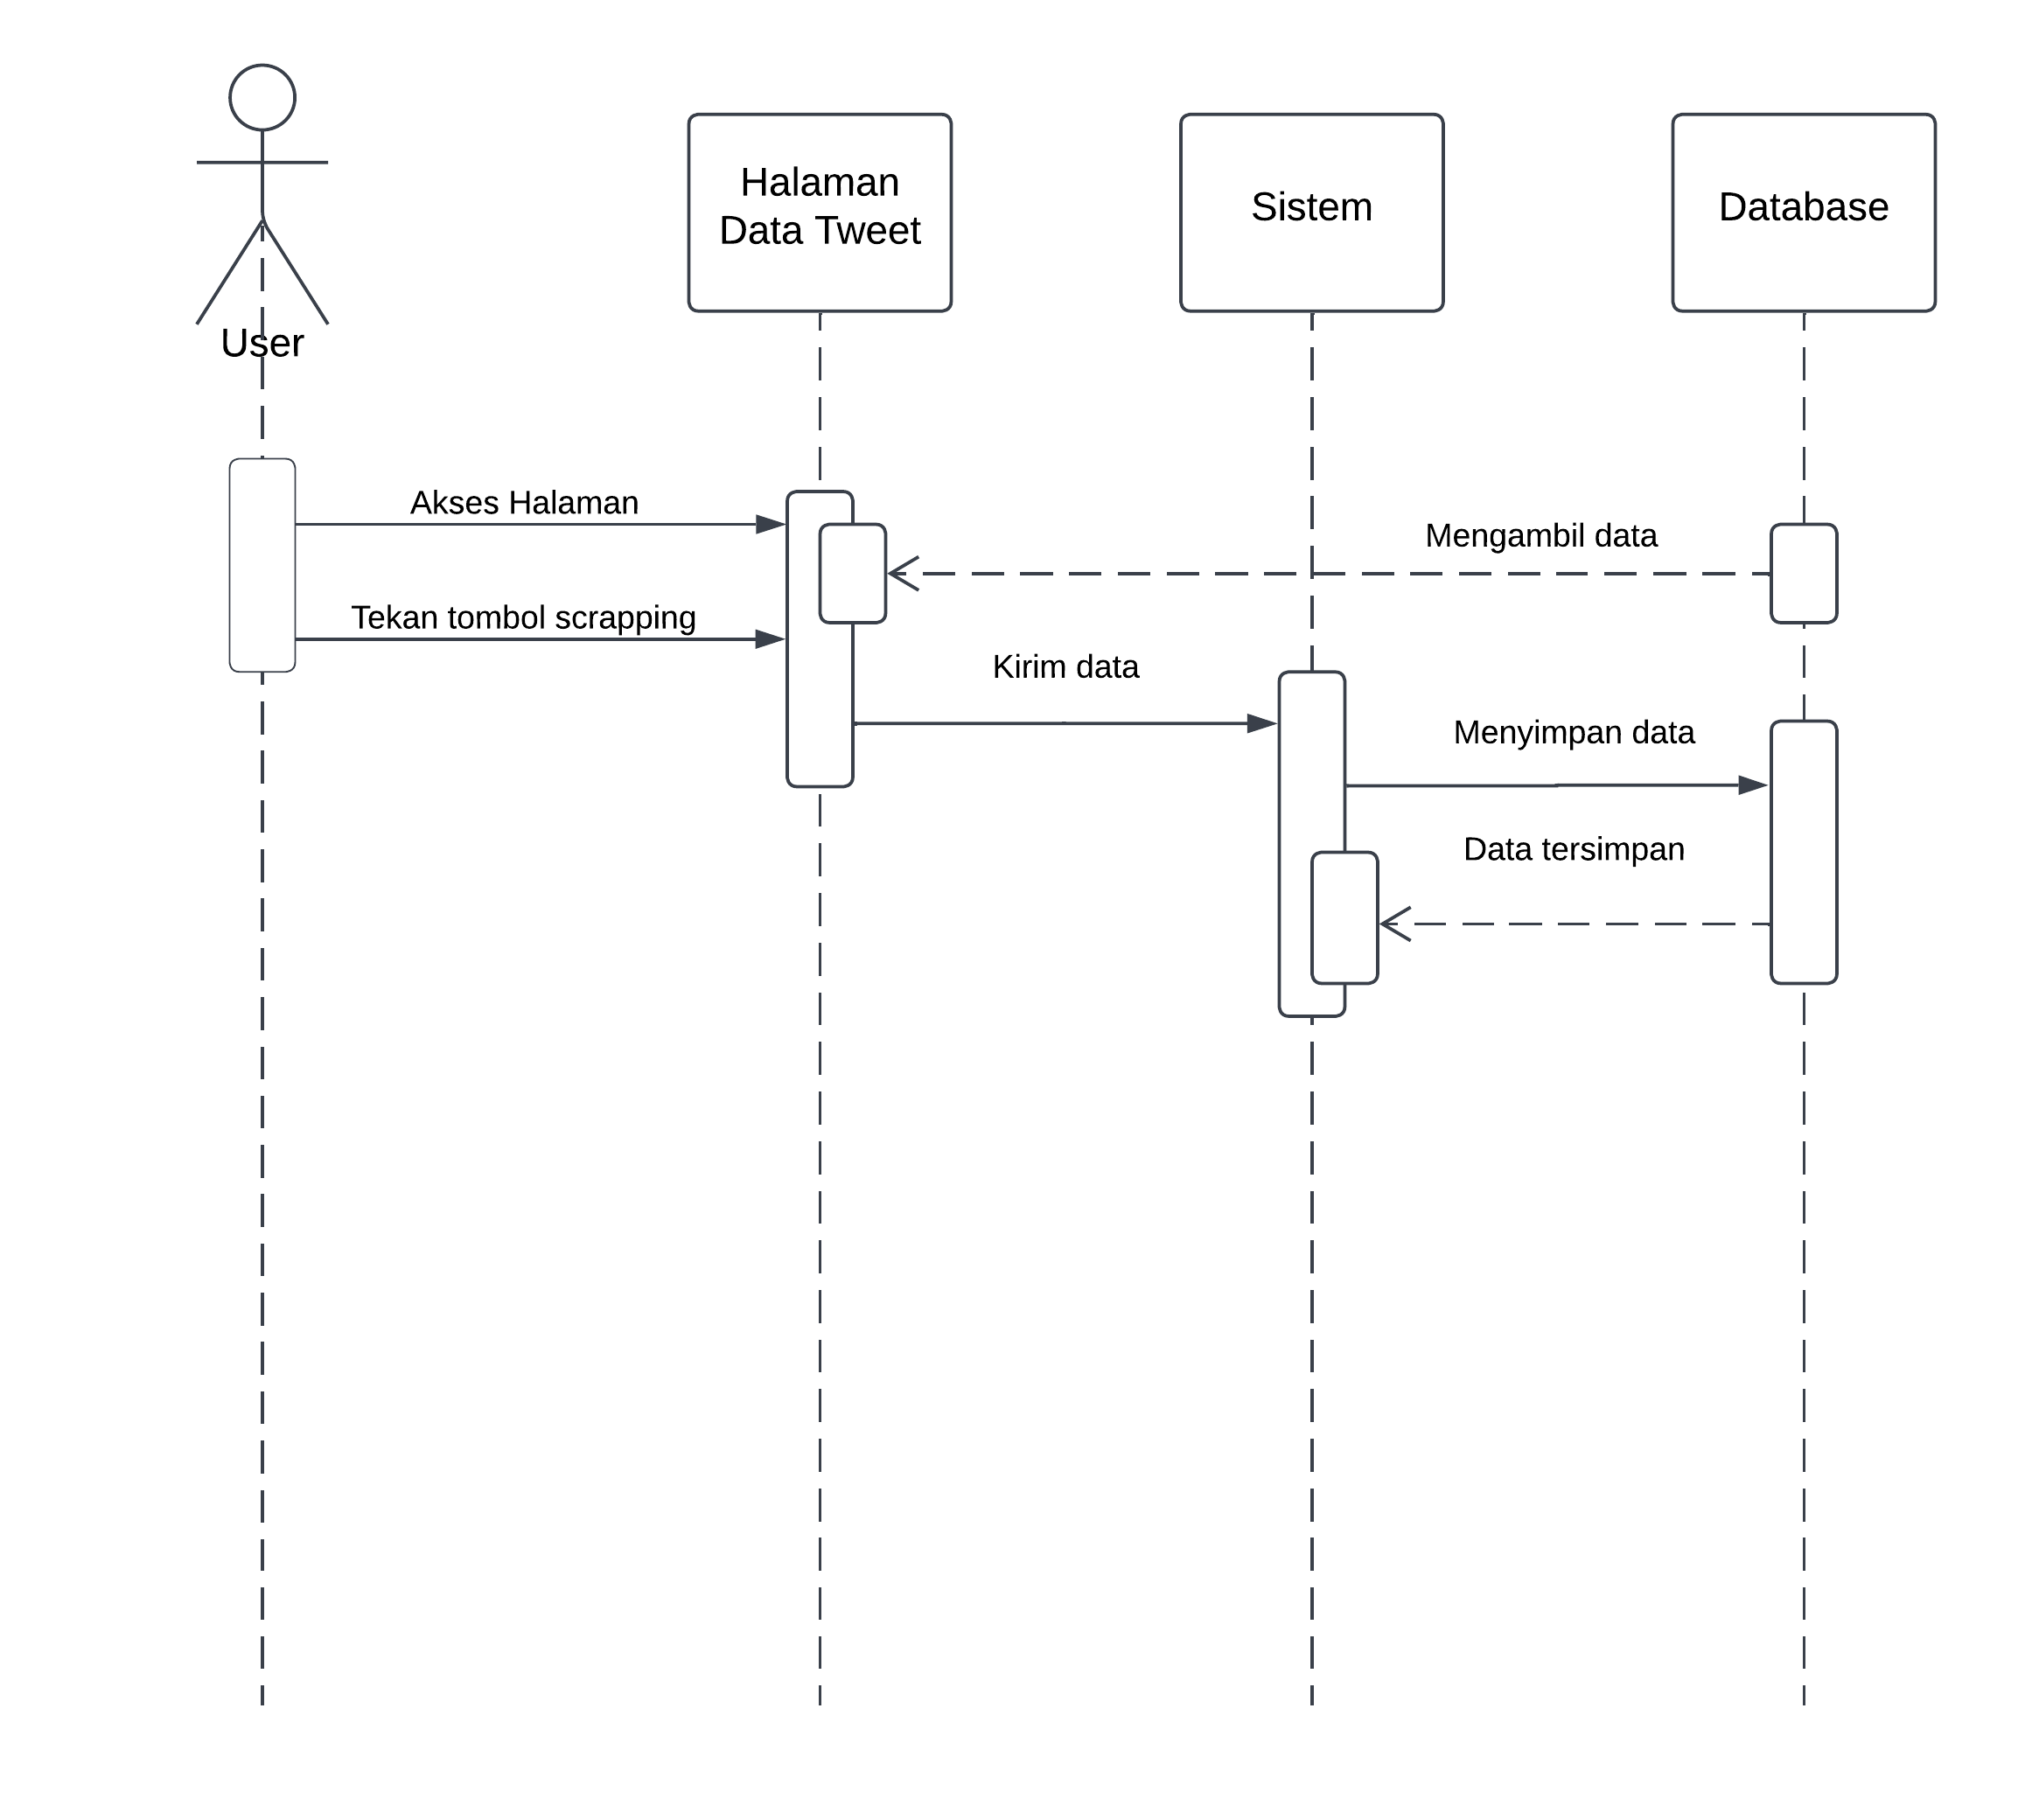 User
Halaman
Data Tweet
Sistem
Database
Akses Halaman
Mengambil data
Tekan tombol scrapping
Kirim data
Menyimpan data
Data tersimpan